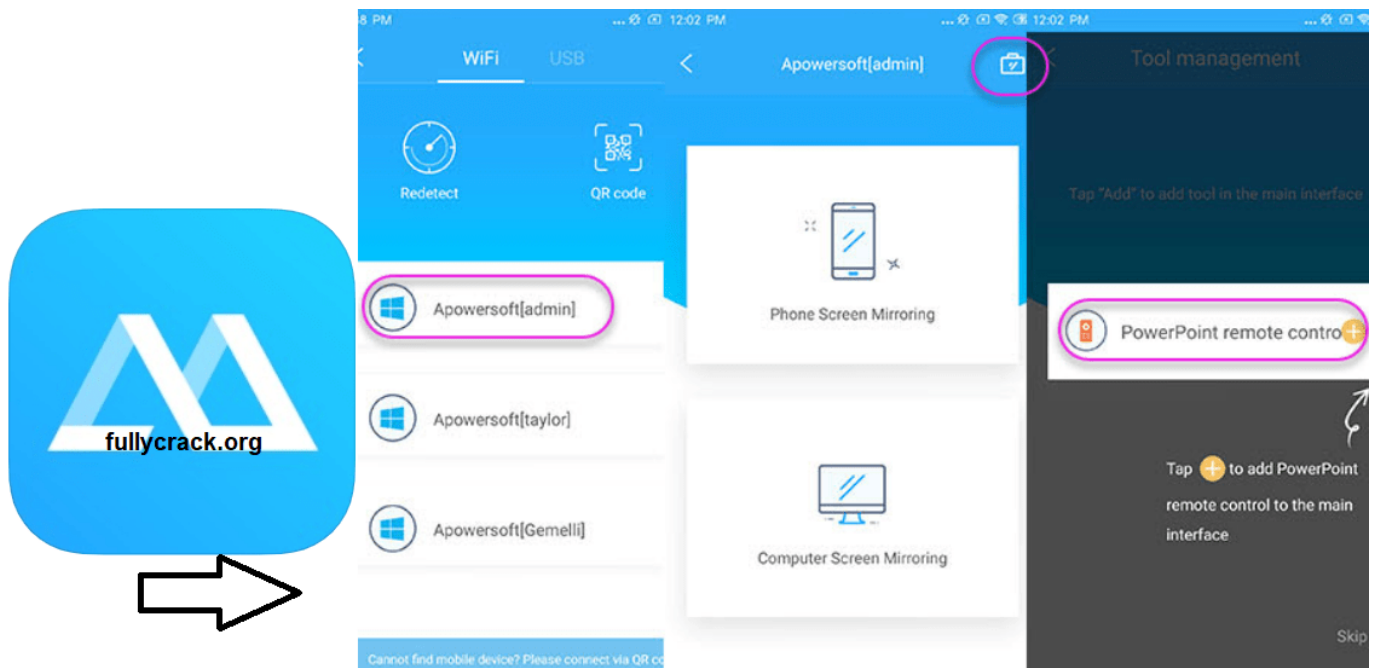 fullycrack.org
8 PM
WiFi
USB
Redetect
QR code
Apowersoft[admin]
Apowersoft[taylor]
Apowersoft[Gemelli]
Cannot find mobile device? Please connect via QR co
... 12:02 PM
Apowersoft[admin]
Phone Screen Mirroring
Computer Screen Mirroring
... 12:02 PM
...
Tool management
Tap "Add" to add tool in the main interface
PowerPoint remote contro
Tap + to add PowerPoint
remote control to the main
interface
Skip